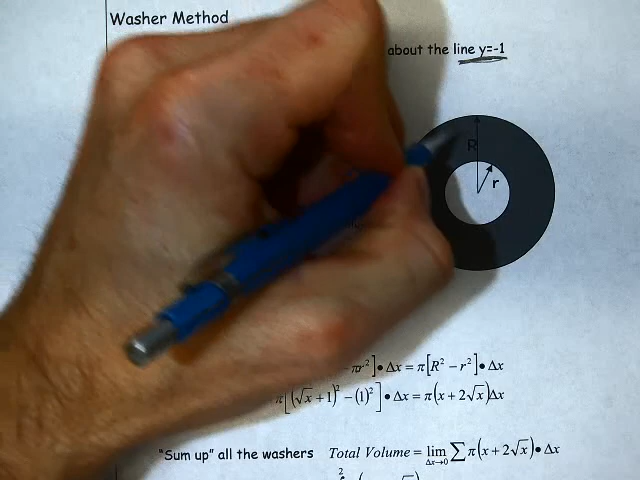 Washer Method
about the line y=-1
R
r
πr²]•Δx = π[R² − r²]•Δx
π[(√x + 1)² − (1)²]•Δx = π(x + 2√x)Δx
"Sum up" all the washers Total Volume = lim Δx→0 ∑ π(x + 2√x)•Δx
2